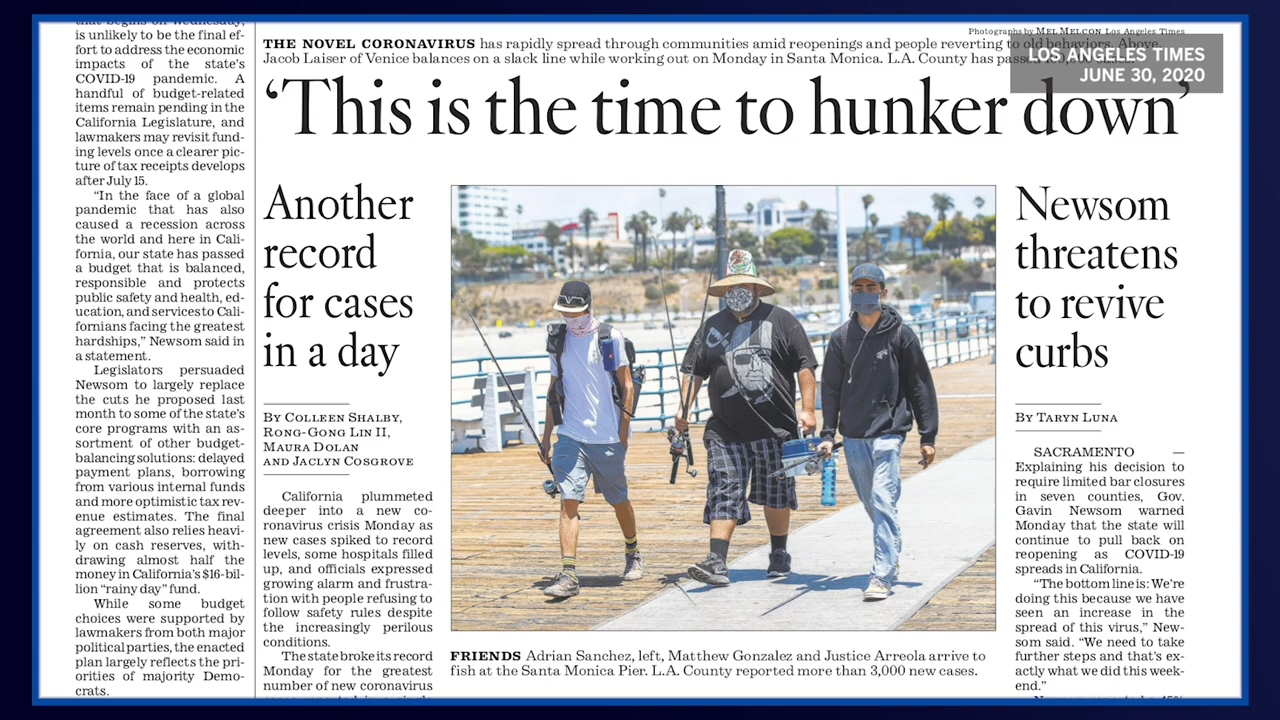 that begins on Wednesday,
is unlikely to be the final ef-
fort to address the economic
impacts of the state's
COVID-19 pandemic. A
handful of budget-related
items remain pending in the
California Legislature, and
lawmakers may revisit fund-
ing levels once a clearer pic-
ture of tax receipts develops
after July 15.
"In the face of a global
pandemic that has also
caused a recession across
the world and here in Cali-
fornia, our state has passed
a budget that is balanced,
responsible and protects
public safety and health, ed-
ucation, and services to Cali-
fornians facing the greatest
hardships," Newsom said in
a statement.
Legislators persuaded
Newsom to largely replace
the cuts he proposed last
month to some of the state's
core programs with an as-
sortment of other budget-
balancing solutions: delayed
payment plans, borrowing
from various internal funds
and more optimistic tax rev-
enue estimates. The final
agreement also relies heavi-
ly on cash reserves, with-
drawing almost half the
money in California's $16-bil-
lion "rainy day" fund.
While some budget
choices were supported by
lawmakers from both major
political parties, the enacted
plan largely reflects the pri-
orities of majority Demo-
crats.
Photographs by MEL MELCON Los Angeles Times
THE NOVEL CORONAVIRUS has rapidly spread through communities amid reopenings and people reverting to old behaviors. Above,
Jacob Laiser of Venice balances on a slack line while working out on Monday in Santa Monica. L.A. County has passed
LOS ANGELES TIMES
JUNE 30, 2020
'This is the time to hunker down'
Another
record
for cases
in a day
BY COLLEEN SHALBY,
RONG-GONG LIN II,
MAURA DOLAN
AND JACLYN COSGROVE
California plummeted
deeper into a new co-
ronavirus crisis Monday as
new cases spiked to record
levels, some hospitals filled
up, and officials expressed
growing alarm and frustra-
tion with people refusing to
follow safety rules despite
the increasingly perilous
conditions.
The state broke its record
Monday for the greatest
number of new coronavirus
FRIENDS Adrian Sanchez, left, Matthew Gonzalez and Justice Arreola arrive to
fish at the Santa Monica Pier. L.A. County reported more than 3,000 new cases.
Newsom
threatens
to revive
curbs
BY TARYN LUNA
SACRAMENTO —
Explaining his decision to
require limited bar closures
in seven counties, Gov.
Gavin Newsom warned
Monday that the state will
continue to pull back on
reopening as COVID-19
spreads in California.
"The bottom line is: We're
doing this because we have
seen an increase in the
spread of this virus," New-
som said. "We need to take
further steps and that's ex-
actly what we did this week-
end."